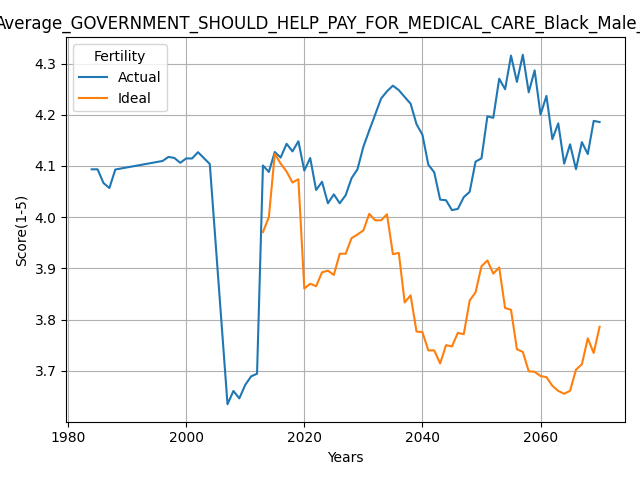 Average_GOVERNMENT_SHOULD_HELP_PAY_FOR_MEDICAL_CARE_Black_Male_
Fertility
Actual
Ideal
4.3
4.2
4.1
4.0
3.9
3.8
3.7
Score(1-5)
1980
2000
2020
2040
2060
Years